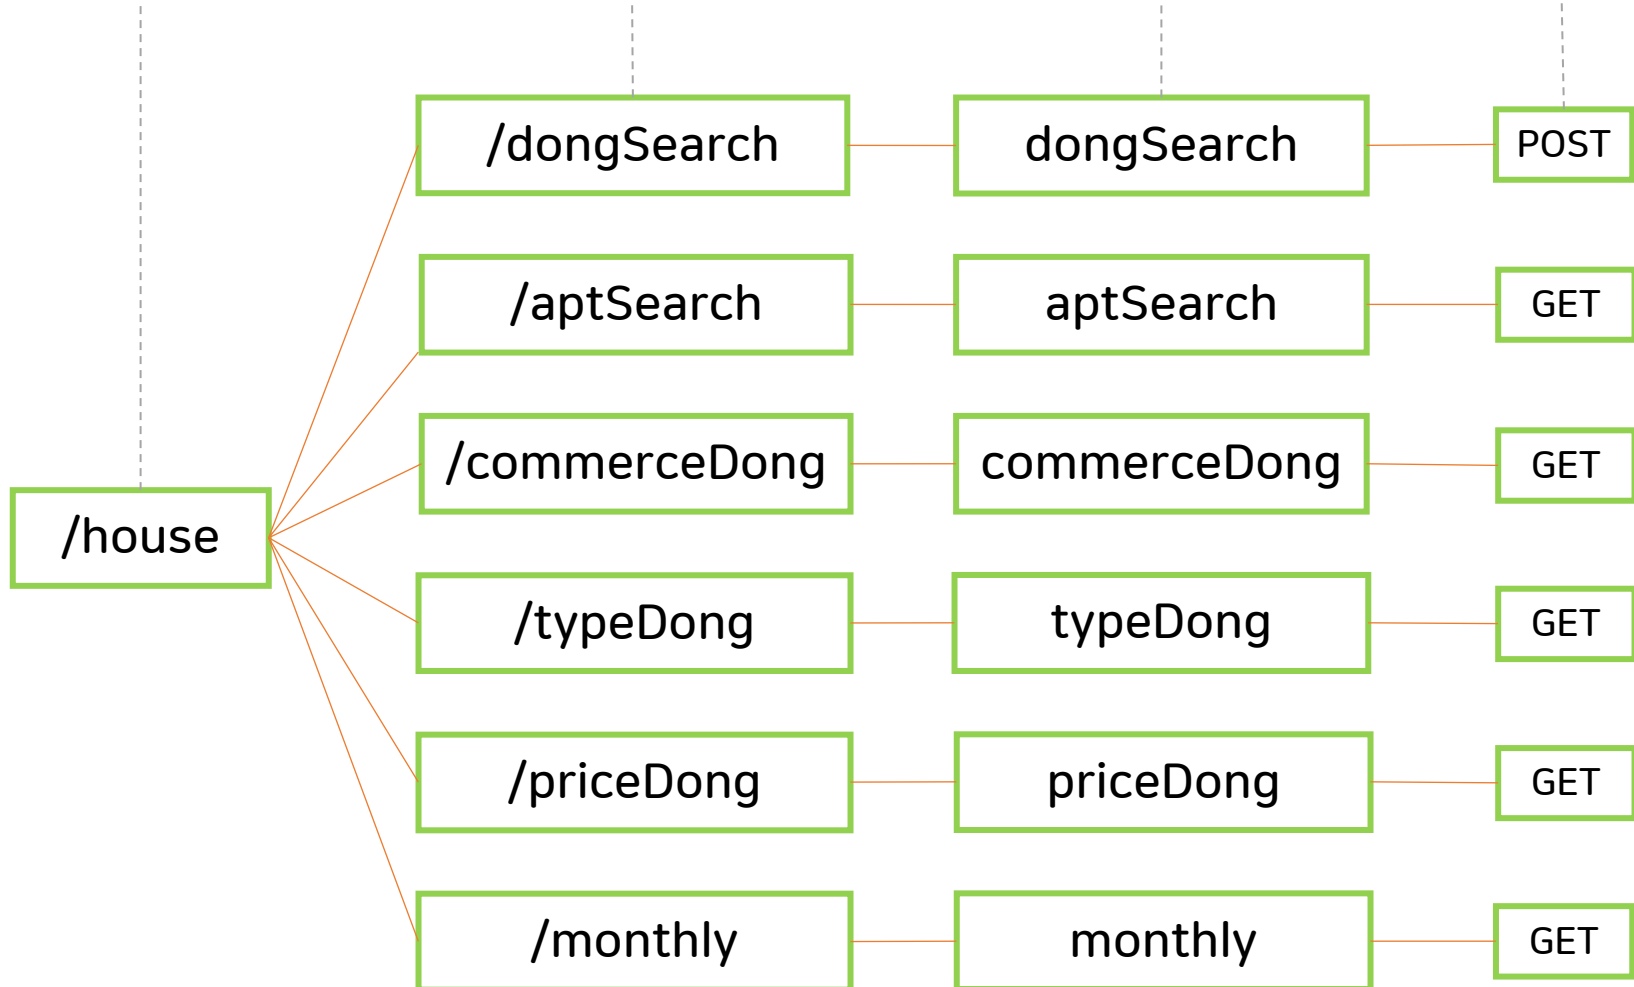 /dongSearch dongSearch POST
/aptSearch aptSearch GET
/commerceDong commerceDong GET
/house
/typeDong typeDong GET
/priceDong priceDong GET
/monthly monthly GET